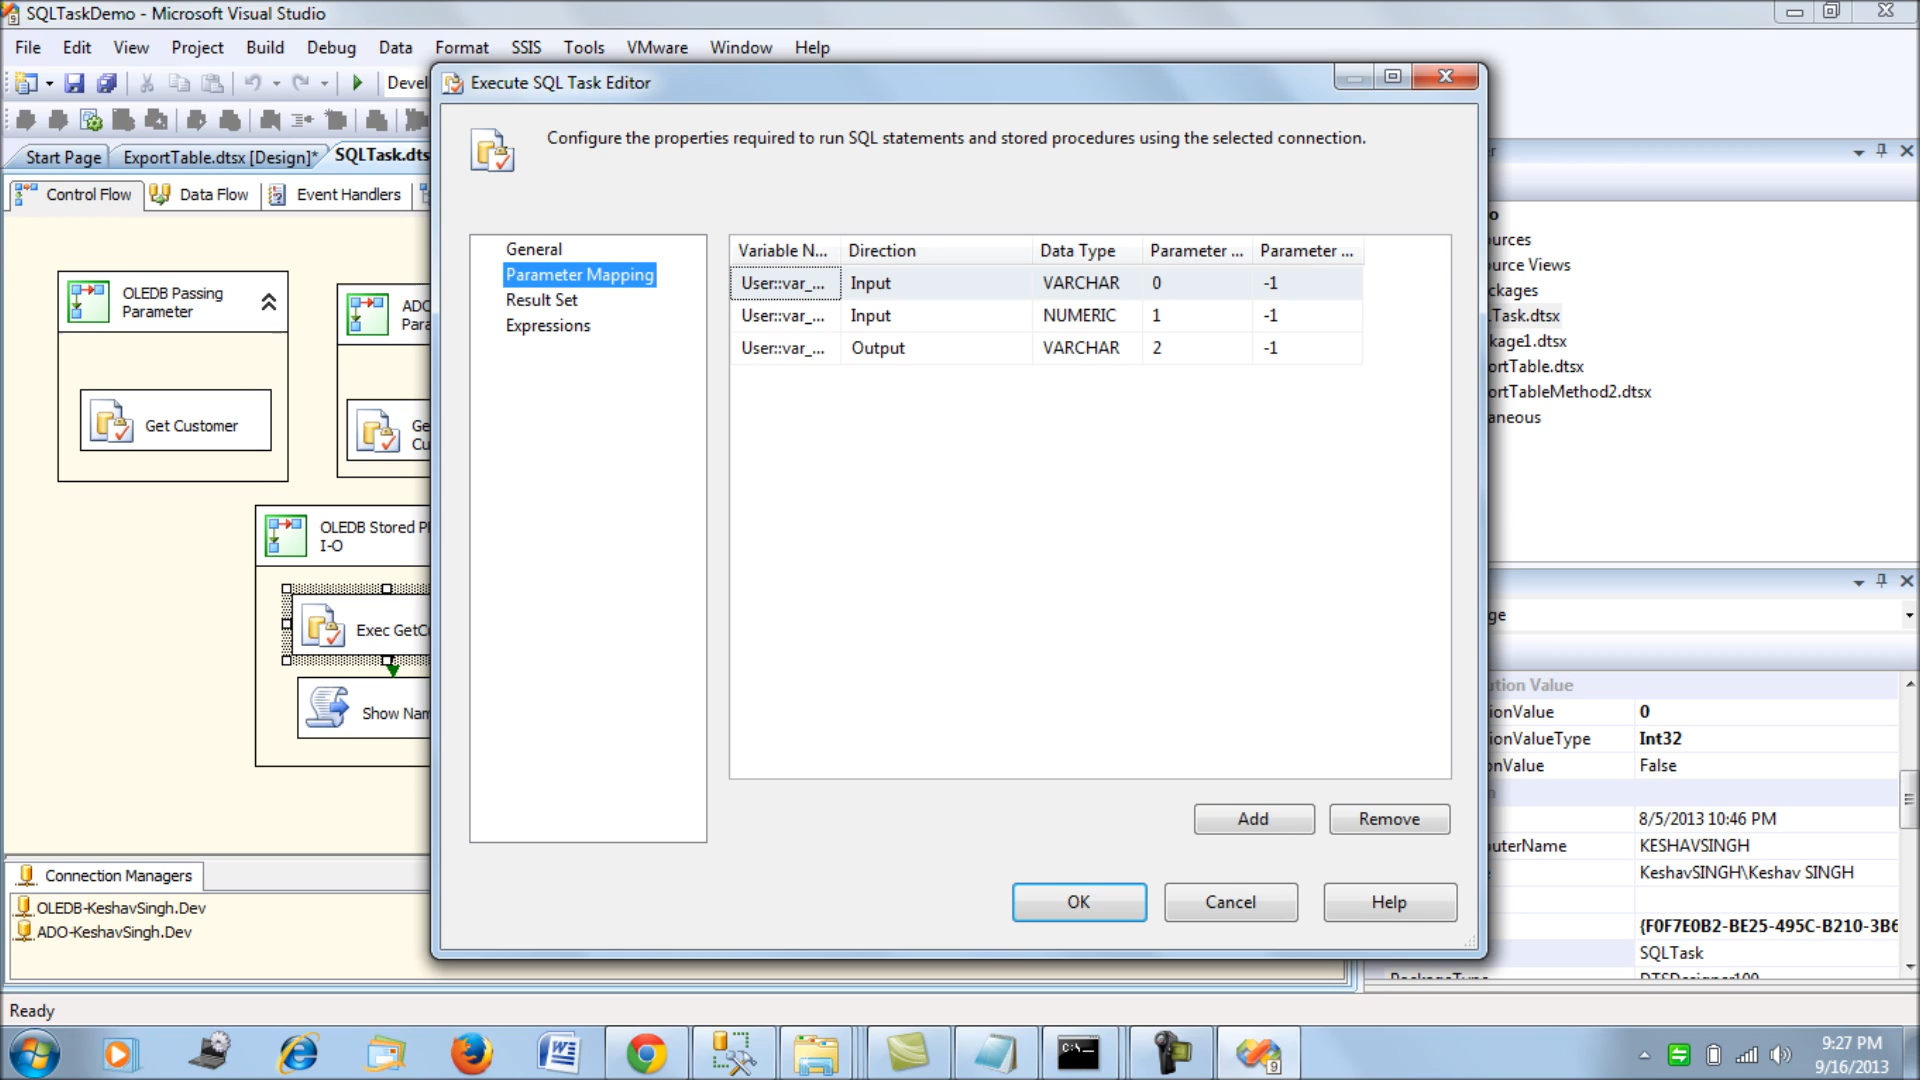 SQLTaskDemo - Microsoft Visual Studio
File Edit View Project Build Debug Data Format SSIS Tools VMware Window Help
Devel
Start Page ExportTable.dtsx [Design]* SQLTask.dts
Control Flow Data Flow Event Handlers
OLEDB Passing
Parameter
ADO
Para
Get Customer
Ge
Cu
OLEDB Stored P
I-O
Exec GetC
Show Nam
Connection Managers
OLEDB-KeshavSingh.Dev
ADO-KeshavSingh.Dev
Ready
Execute SQL Task Editor
Configure the properties required to run SQL statements and stored procedures using the selected connection.
General
Parameter Mapping
Result Set
Expressions
Variable N... Direction Data Type Parameter ... Parameter ...
User::var_... Input VARCHAR 0 -1
User::var_... Input NUMERIC 1 -1
User::var_... Output VARCHAR 2 -1
Add Remove
OK Cancel Help
er
o
urces
urce Views
ckages
LTask.dtsx
kage1.dtsx
ortTable.dtsx
ortTableMethod2.dtsx
aneous
ge
ution Value
ionValue 0
ionValueType Int32
onValue False
n
8/5/2013 10:46 PM
uterName KESHAVSINGH
KeshavSINGH\Keshav SINGH
{F0F7E0B2-BE25-495C-B210-3B6
SQLTask
PackageType DTSDesigner100
C:\
9:27 PM
9/16/2013